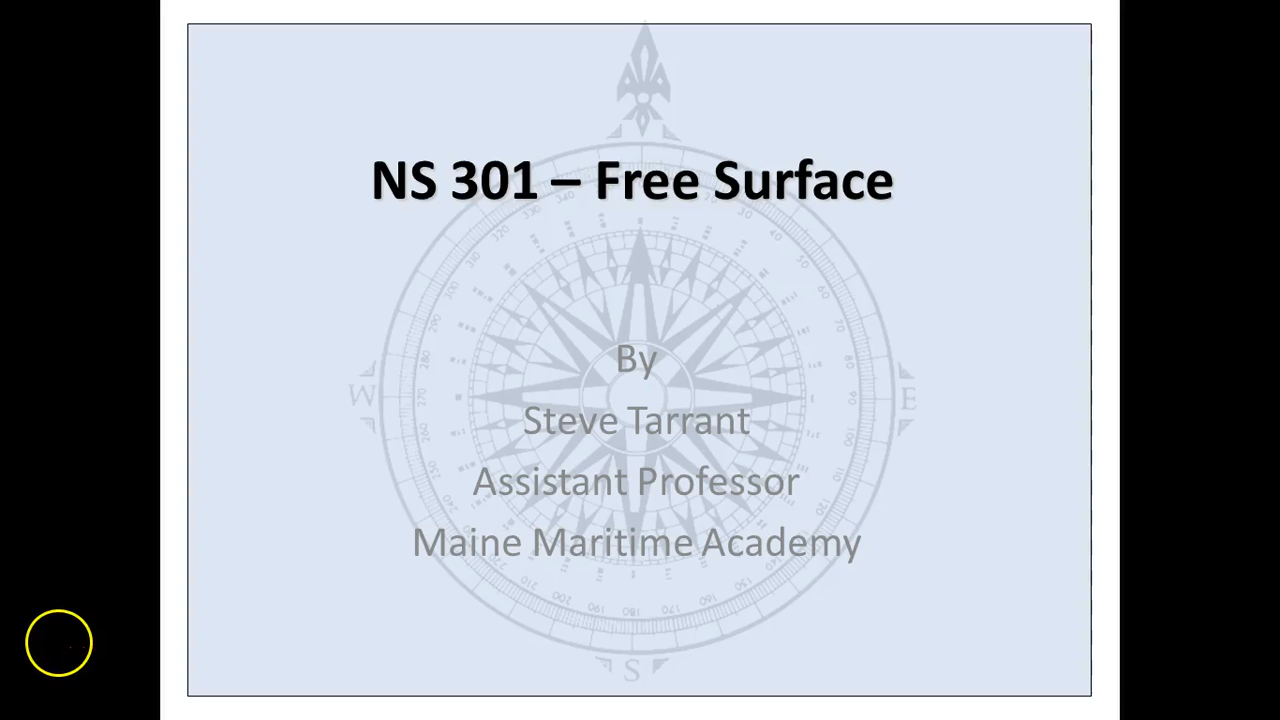 NS 301 – Free Surface
By
Steve Tarrant
Assistant Professor
Maine Maritime Academy
W
E
S